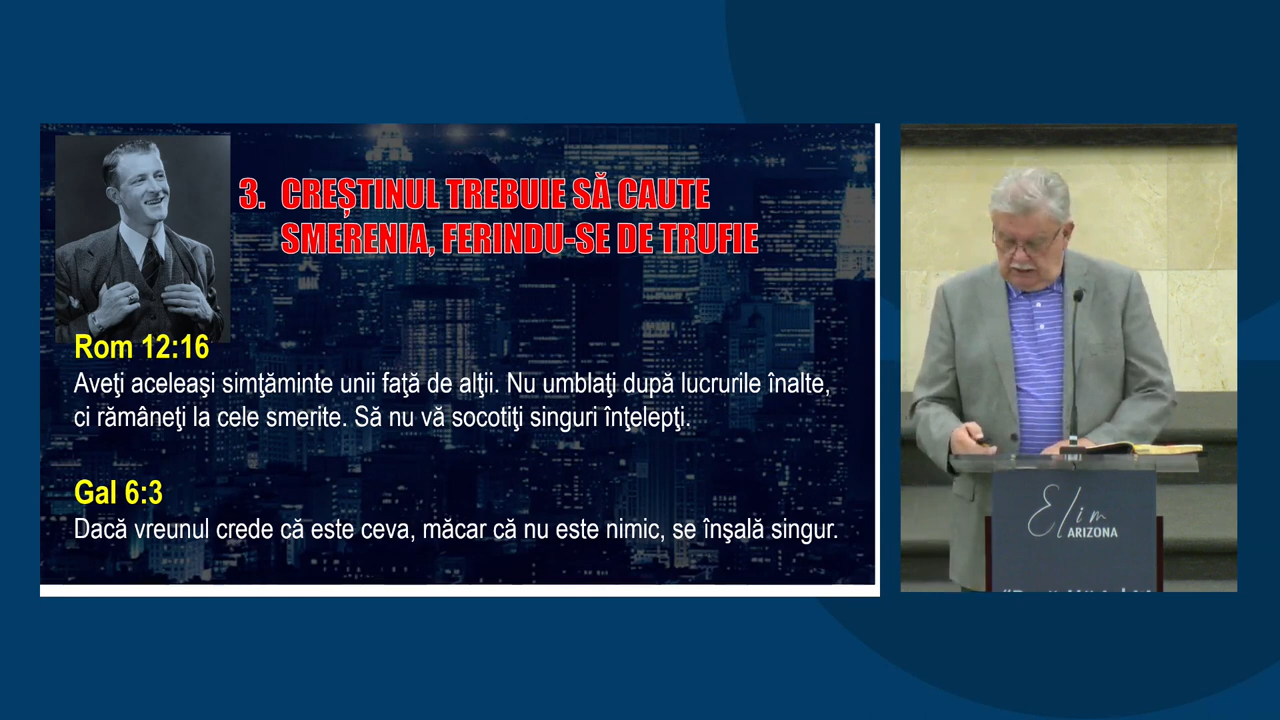 3. CREȘTINUL TREBUIE SĂ CAUTE
SMERENIA, FERINDU-SE DE TRUFIE
Rom 12:16
Aveţi aceleaşi simţăminte unii faţă de alţii. Nu umblaţi după lucrurile înalte,
ci rămâneţi la cele smerite. Să nu vă socotiţi singuri înţelepţi.
Gal 6:3
Dacă vreunul crede că este ceva, măcar că nu este nimic, se înşală singur.
Elim
ARIZONA